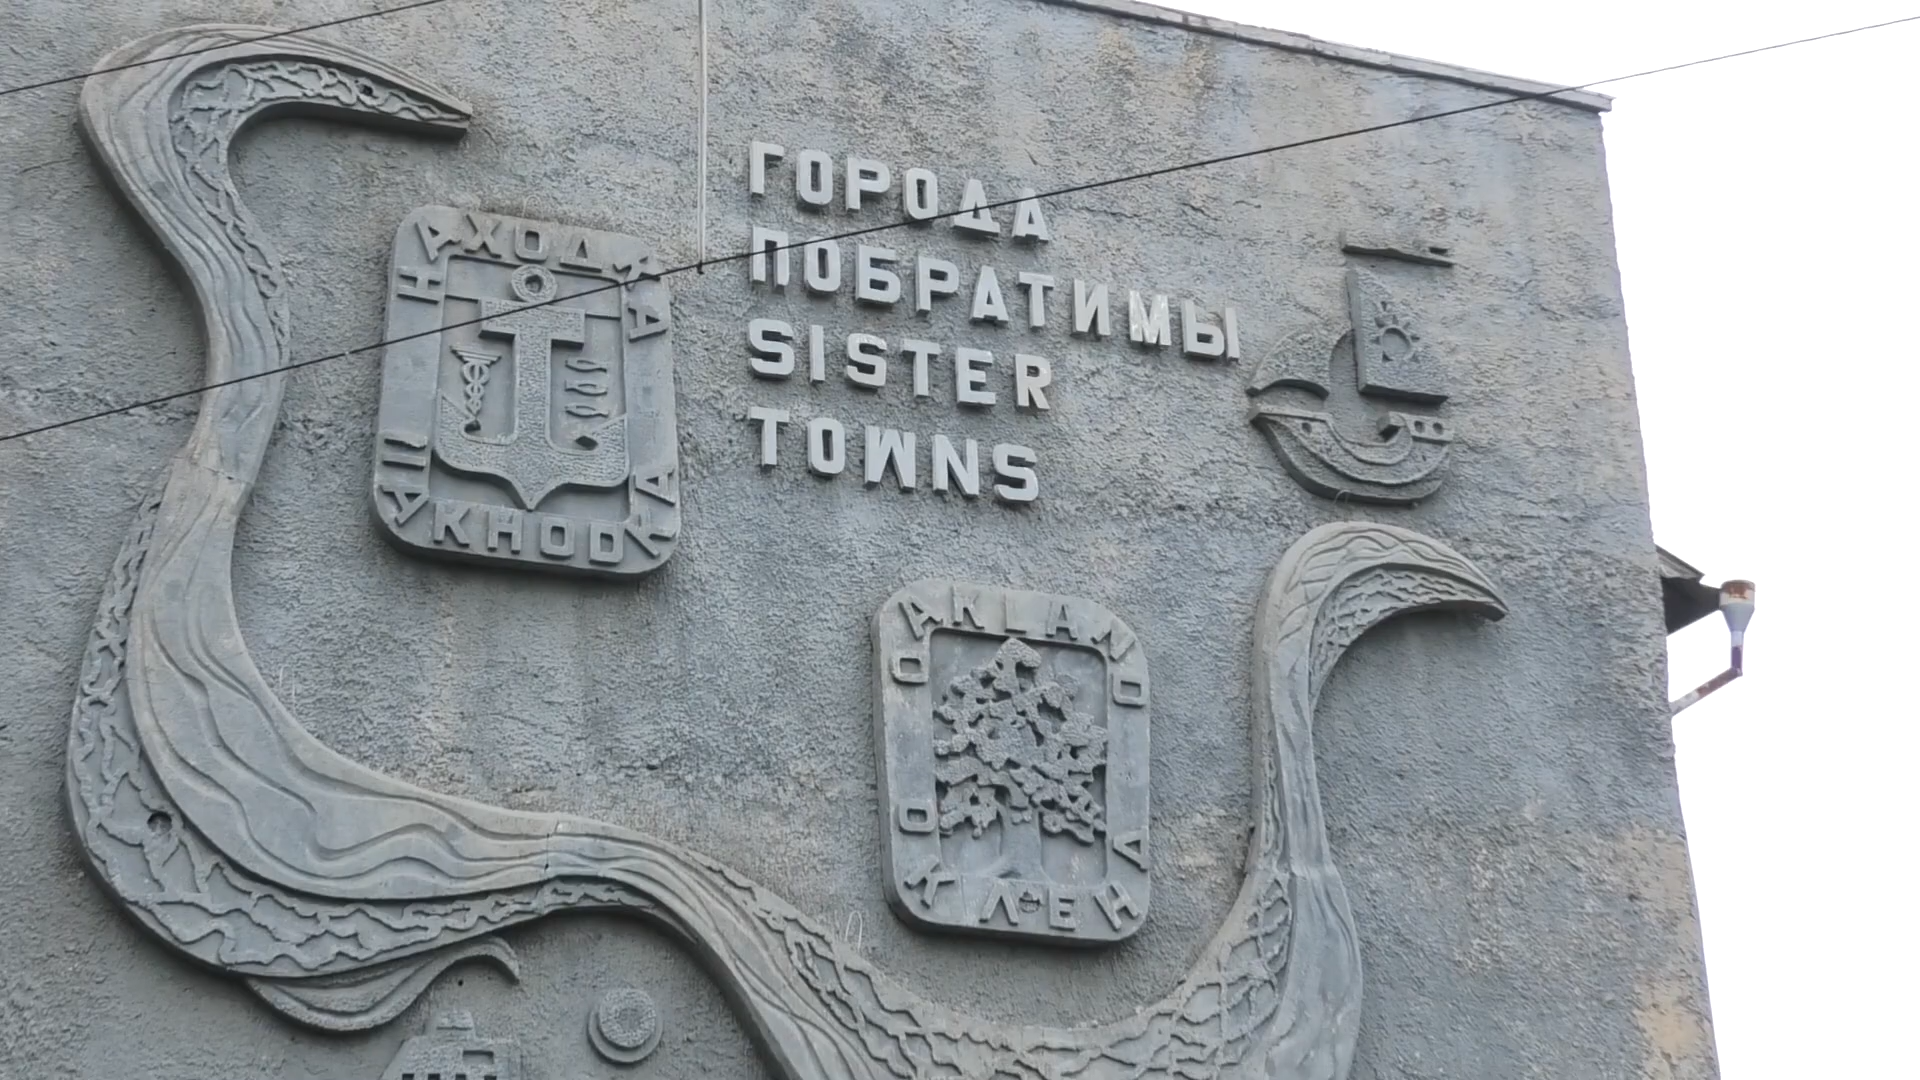 НАХОДКА
NAKHODKA
ГОРОДА
ПОБРАТИМЫ
SISTER
TOWNS
OAKLAND
ОКЛЕНД